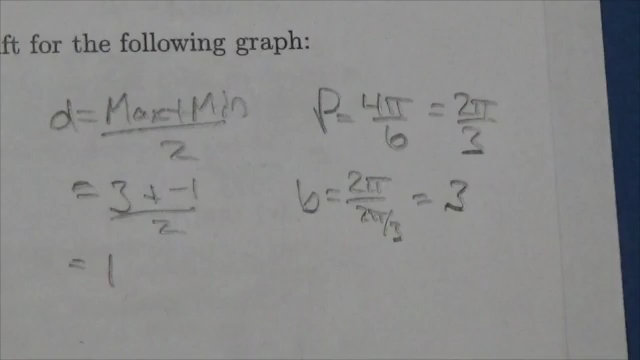 ft for the following graph:
d = Max + Min / 2
= 3 + -1 / 2
= 1
P = 4π/6 = 2π/3
b = 2π / 2π/3 = 3